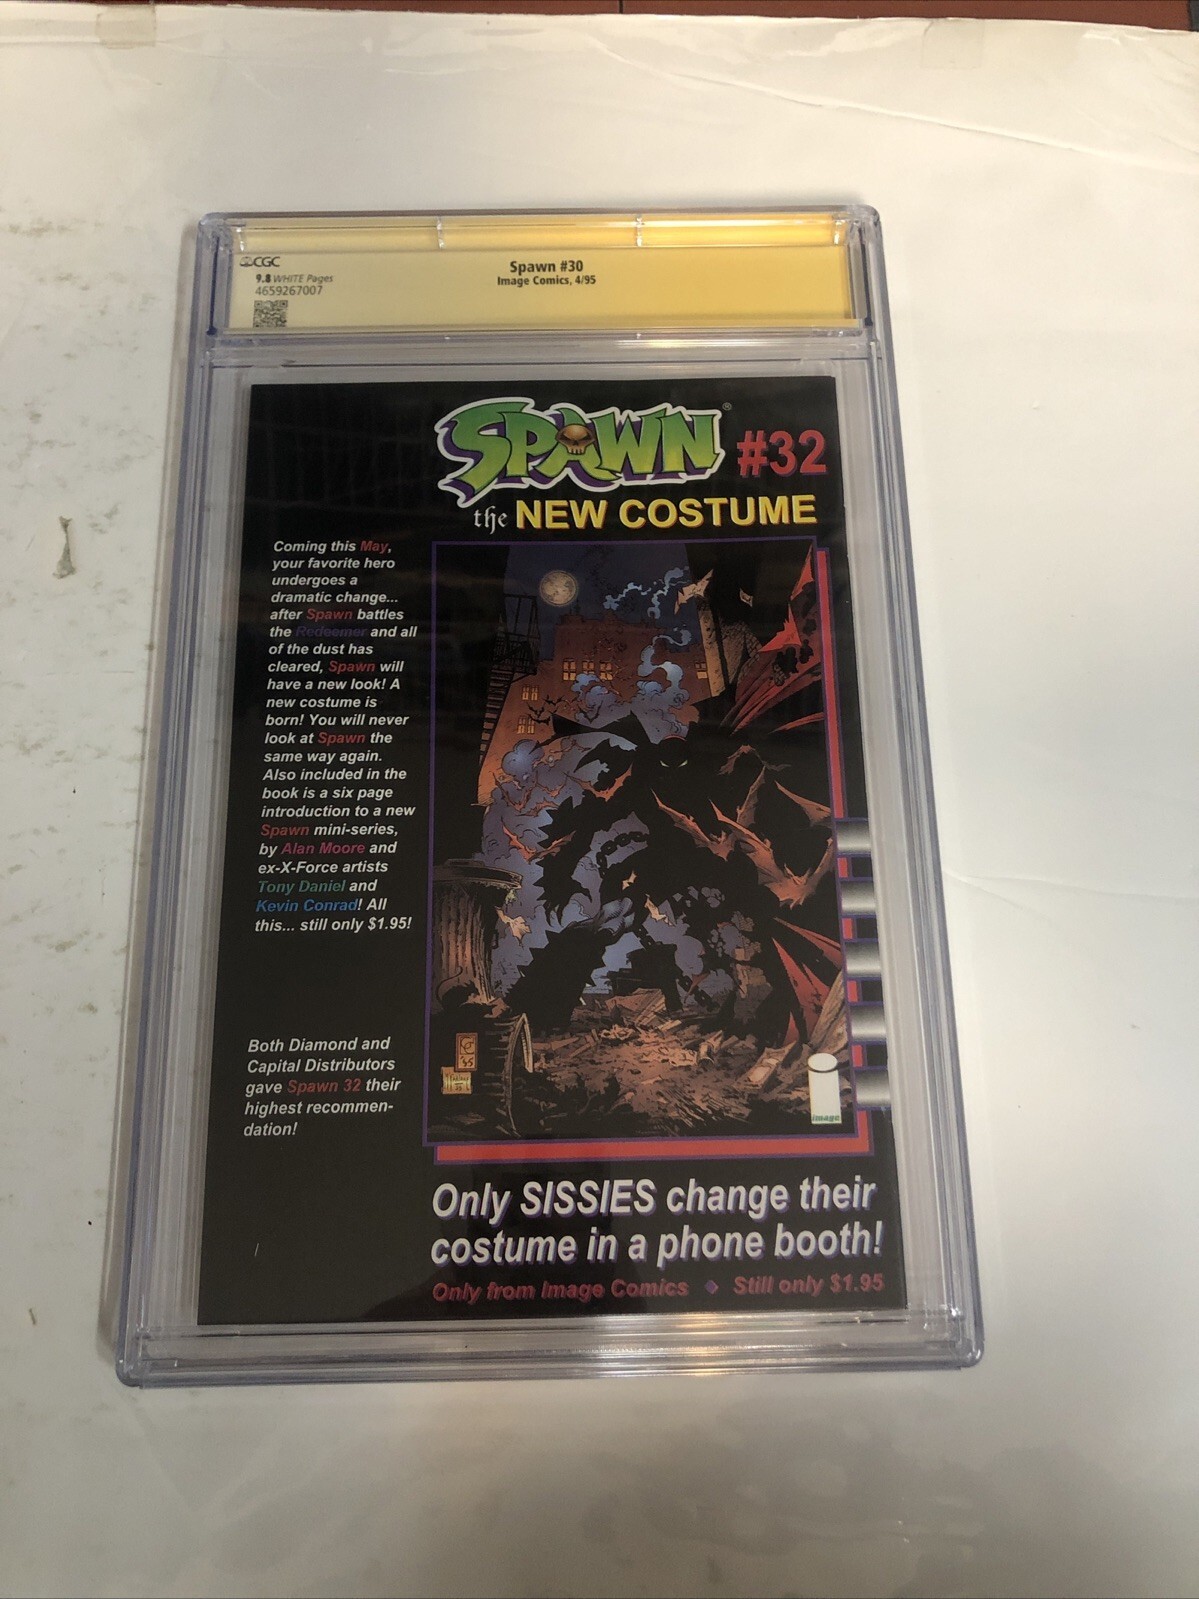 CGC
9.8 WHITE Pages
4659267007
Spawn #30
Image Comics, 4/95
SPAWN®
#32
the NEW COSTUME
Coming this May,
your favorite hero
undergoes a
dramatic change...
after Spawn battles
the Redeemer and all
of the dust has
cleared, Spawn will
have a new look! A
new costume is
born! You will never
look at Spawn the
same way again.
Also included in the
book is a six page
introduction to a new
Spawn mini-series,
by Alan Moore and
ex-X-Force artists
Tony Daniel and
Kevin Conrad! All
this... still only $1.95!
Both Diamond and
Capital Distributors
gave Spawn 32 their
highest recommen-
dation!
image
Only SISSIES change their
costume in a phone booth!
Only from Image Comics ◆ Still only $1.95